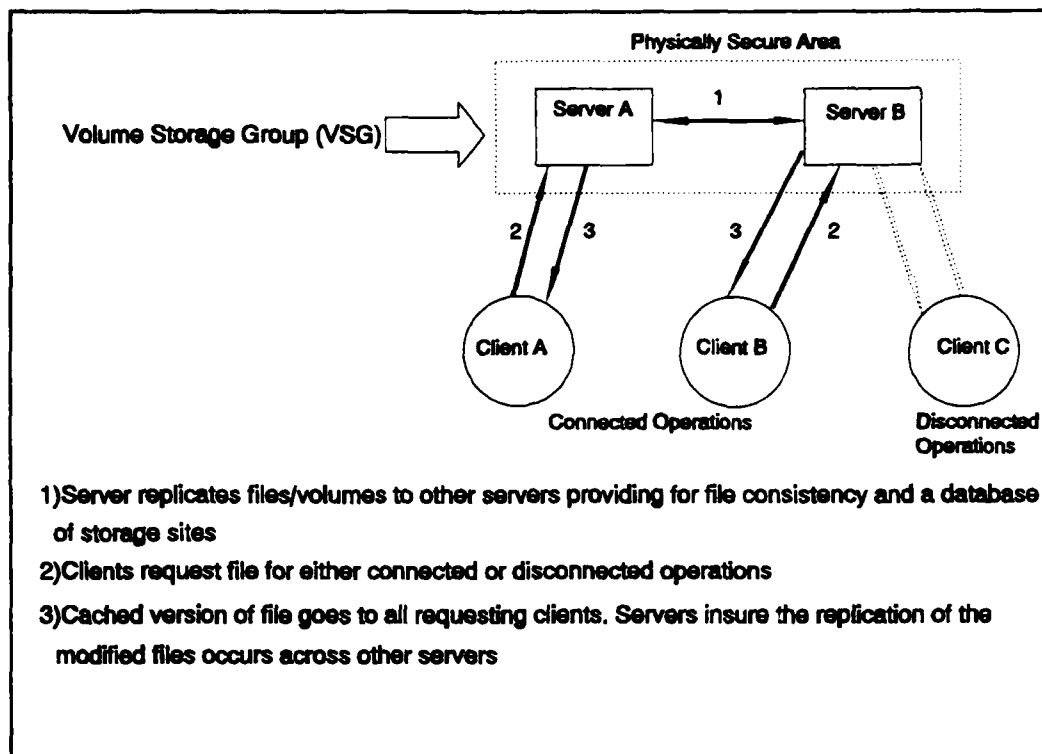 Physically Secure Area
Server A
1
Server B
Volume Storage Group (VSG)
2
3
3
2
Client A
Client B
Client C
Connected Operations
Disconnected
Operations
1)Server replicates files/volumes to other servers providing for file consistency and a database
of storage sites
2)Clients request file for either connected or disconnected operations
3)Cached version of file goes to all requesting clients. Servers insure the replication of the
modified files occurs across other servers